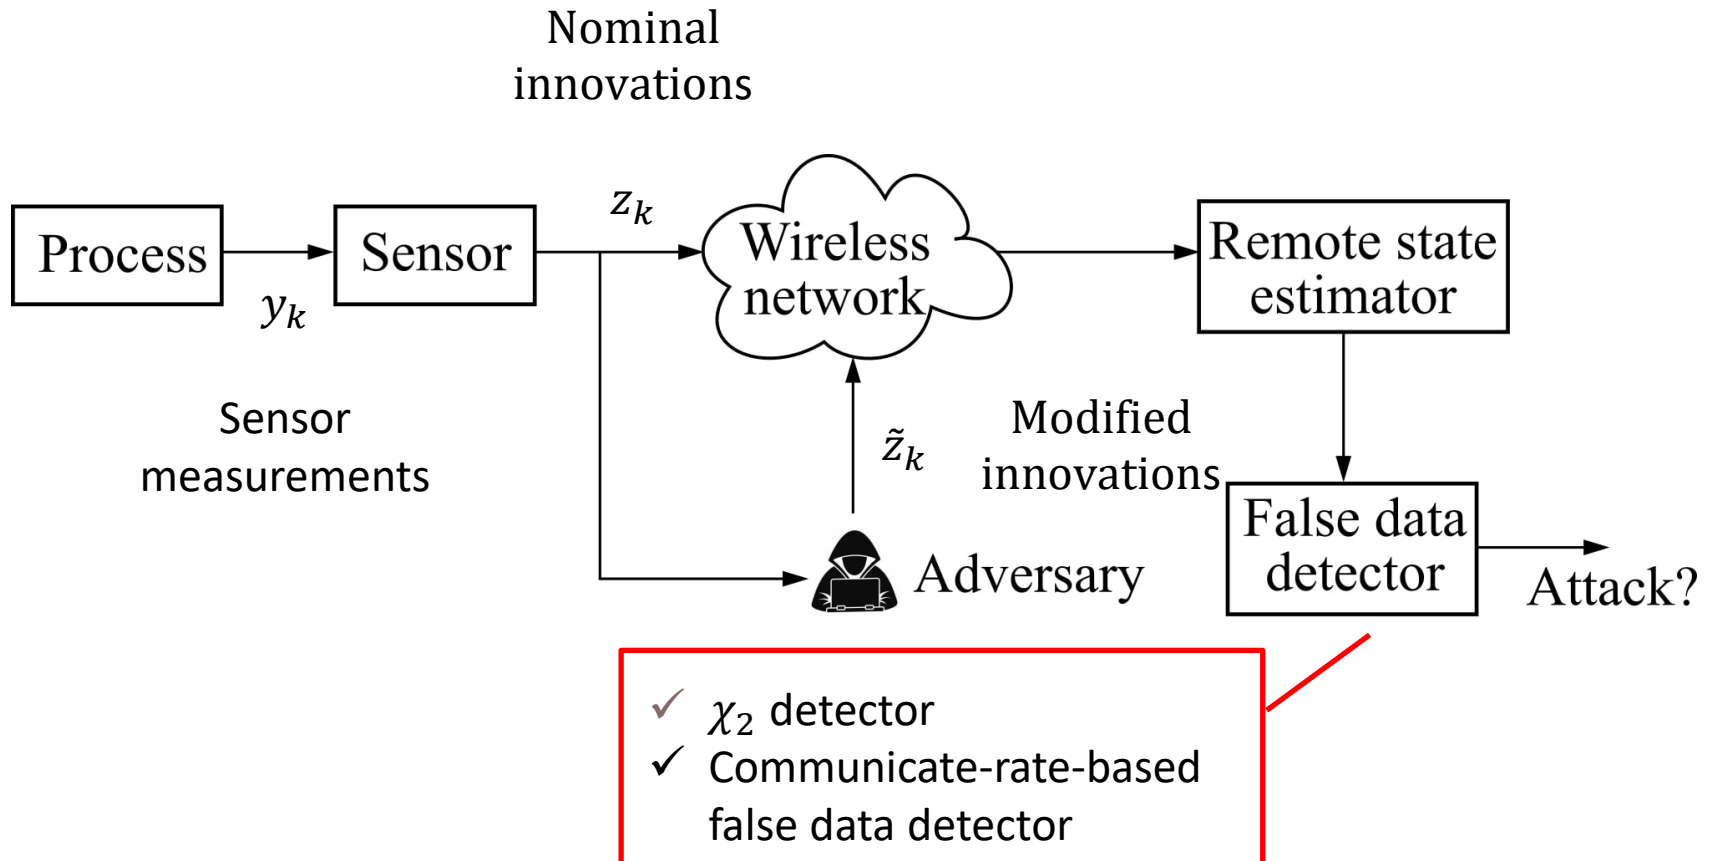 Nominal
innovations
Process
y_k
Sensor
z_k
Wireless
network
Remote state
estimator
Sensor
measurements
z̃_k
Modified
innovations
Adversary
False data
detector
Attack?
✓ χ₂ detector
✓ Communicate-rate-based
false data detector